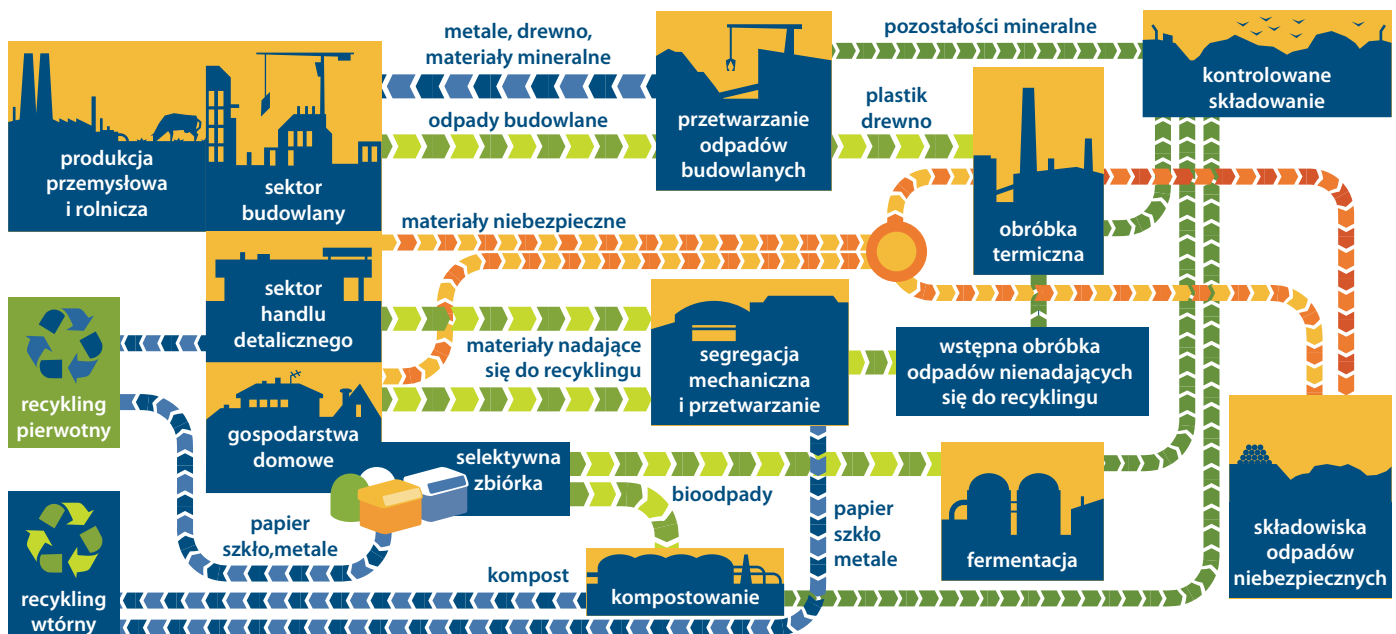 metale, drewno,
materiały mineralne
pozostałości mineralne
kontrolowane
składowanie
plastik
drewno
odpady budowlane
przetwarzanie
odpadów
budowlanych
produkcja
przemysłowa
i rolnicza
sektor
budowlany
materiały niebezpieczne
obróbka
termiczna
sektor
handlu
detalicznego
materiały nadające
się do recyklingu
segregacja
mechaniczna
i przetwarzanie
wstępna obróbka
odpadów nienadających
się do recyklingu
recykling
pierwotny
gospodarstwa
domowe
selektywna
zbiórka
bioodpady
papier
szkło,metale
papier
szkło
metale
fermentacja
składowiska
odpadów
niebezpiecznych
kompost
kompostowanie
recykling
wtórny